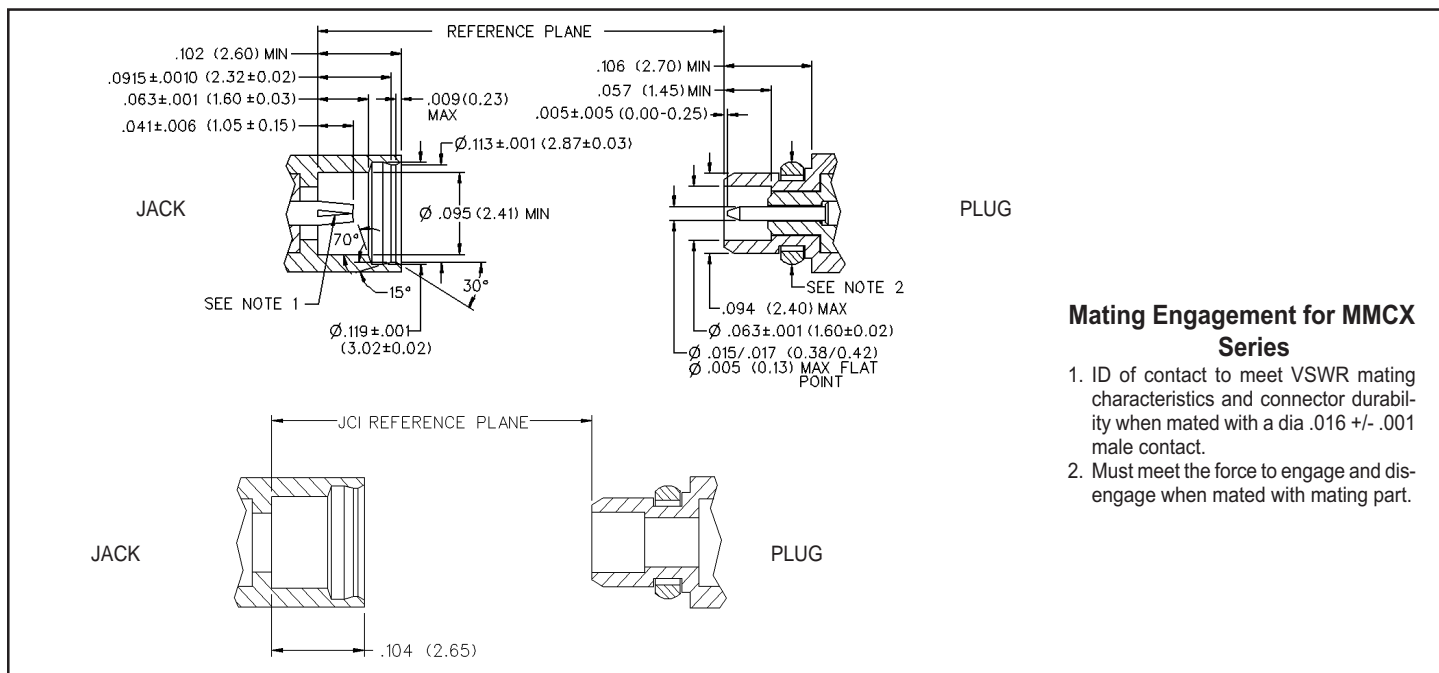 REFERENCE PLANE
.102 (2.60) MIN
.0915±.0010 (2.32±0.02)
.063±.001 (1.60±0.03)
.041±.006 (1.05±0.15)
.009(0.23)
MAX
Ø.113±.001 (2.87±0.03)
JACK
Ø .095 (2.41) MIN
70°
SEE NOTE 1
15°
30°
Ø.119±.001
(3.02±0.02)
.106 (2.70) MIN
.057 (1.45) MIN
.005±.005 (0.00-0.25)
PLUG
SEE NOTE 2
.094 (2.40) MAX
Ø .063±.001 (1.60±0.02)
Ø .015/.017 (0.38/0.42)
Ø .005 (0.13) MAX FLAT
POINT
Mating Engagement for MMCX
Series
1. ID of contact to meet VSWR mating
characteristics and connector durabil-
ity when mated with a dia .016 +/- .001
male contact.
2. Must meet the force to engage and dis-
engage when mated with mating part.
JCI REFERENCE PLANE
JACK
PLUG
.104 (2.65)